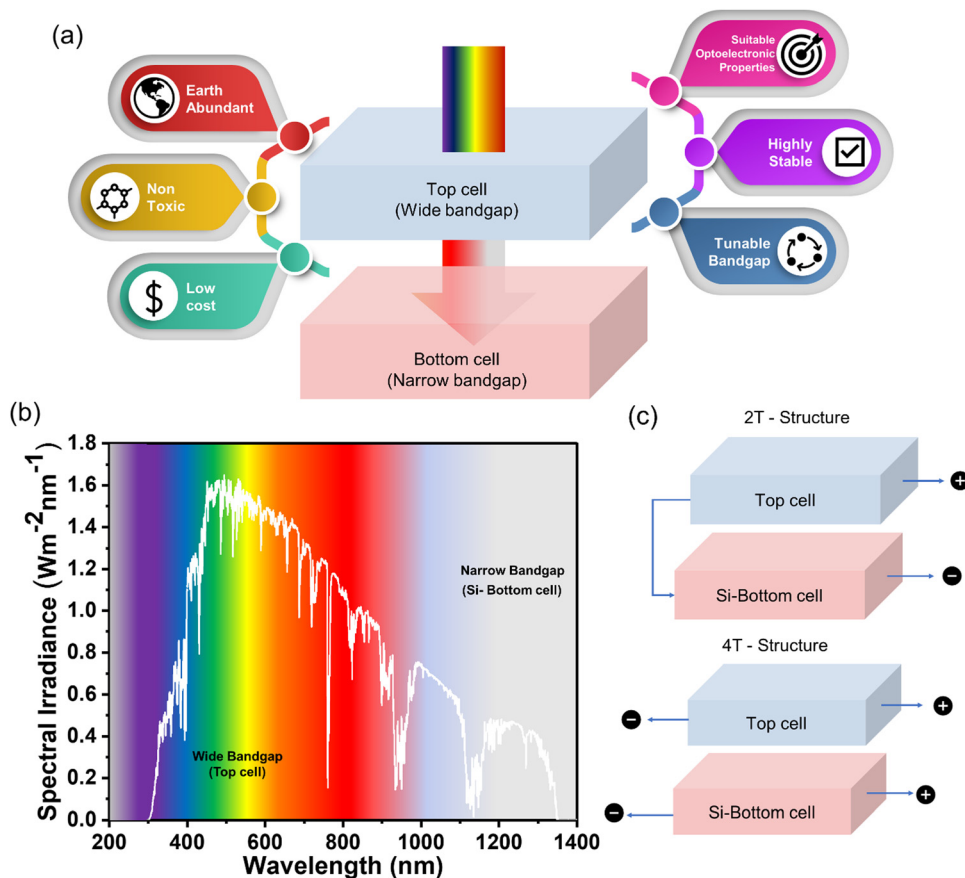 (a)
Earth
Abundant
Non
Toxic
Low
cost
$
Top cell
(Wide bandgap)
Bottom cell
(Narrow bandgap)
Suitable
Optoelectronic
Properties
Highly
Stable
Tunable
Bandgap
(b)
Spectral Irradiance (Wm⁻²nm⁻¹)
1.8
1.6
1.4
1.2
1.0
0.8
0.6
0.4
0.2
0.0
Narrow Bandgap
(Si- Bottom cell)
Wide Bandgap
(Top cell)
200 400 600 800 1000 1200 1400
Wavelength (nm)
(c)
2T - Structure
Top cell
+
Si-Bottom cell
−
4T - Structure
− Top cell +
− Si-Bottom cell +